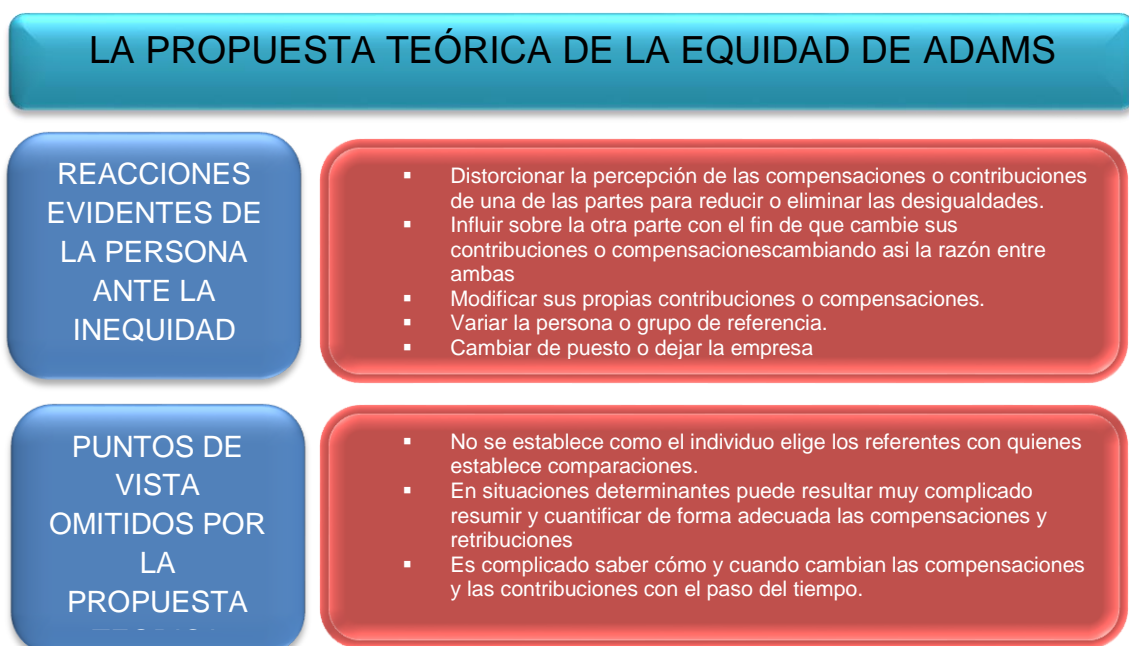 LA PROPUESTA TEÓRICA DE LA EQUIDAD DE ADAMS
REACCIONES
EVIDENTES DE
LA PERSONA
ANTE LA
INEQUIDAD
▪ Distorcionar la percepción de las compensaciones o contribuciones
de una de las partes para reducir o eliminar las desigualdades.
▪ Influir sobre la otra parte con el fin de que cambie sus
contribuciones o compensacionescambiando asi la razón entre
ambas
▪ Modificar sus propias contribuciones o compensaciones.
▪ Variar la persona o grupo de referencia.
▪ Cambiar de puesto o dejar la empresa
PUNTOS DE
VISTA
OMITIDOS POR
LA
PROPUESTA
▪ No se establece como el individuo elige los referentes con quienes
establece comparaciones.
▪ En situaciones determinantes puede resultar muy complicado
resumir y cuantificar de forma adecuada las compensaciones y
retribuciones
▪ Es complicado saber cómo y cuando cambian las compensaciones
y las contribuciones con el paso del tiempo.